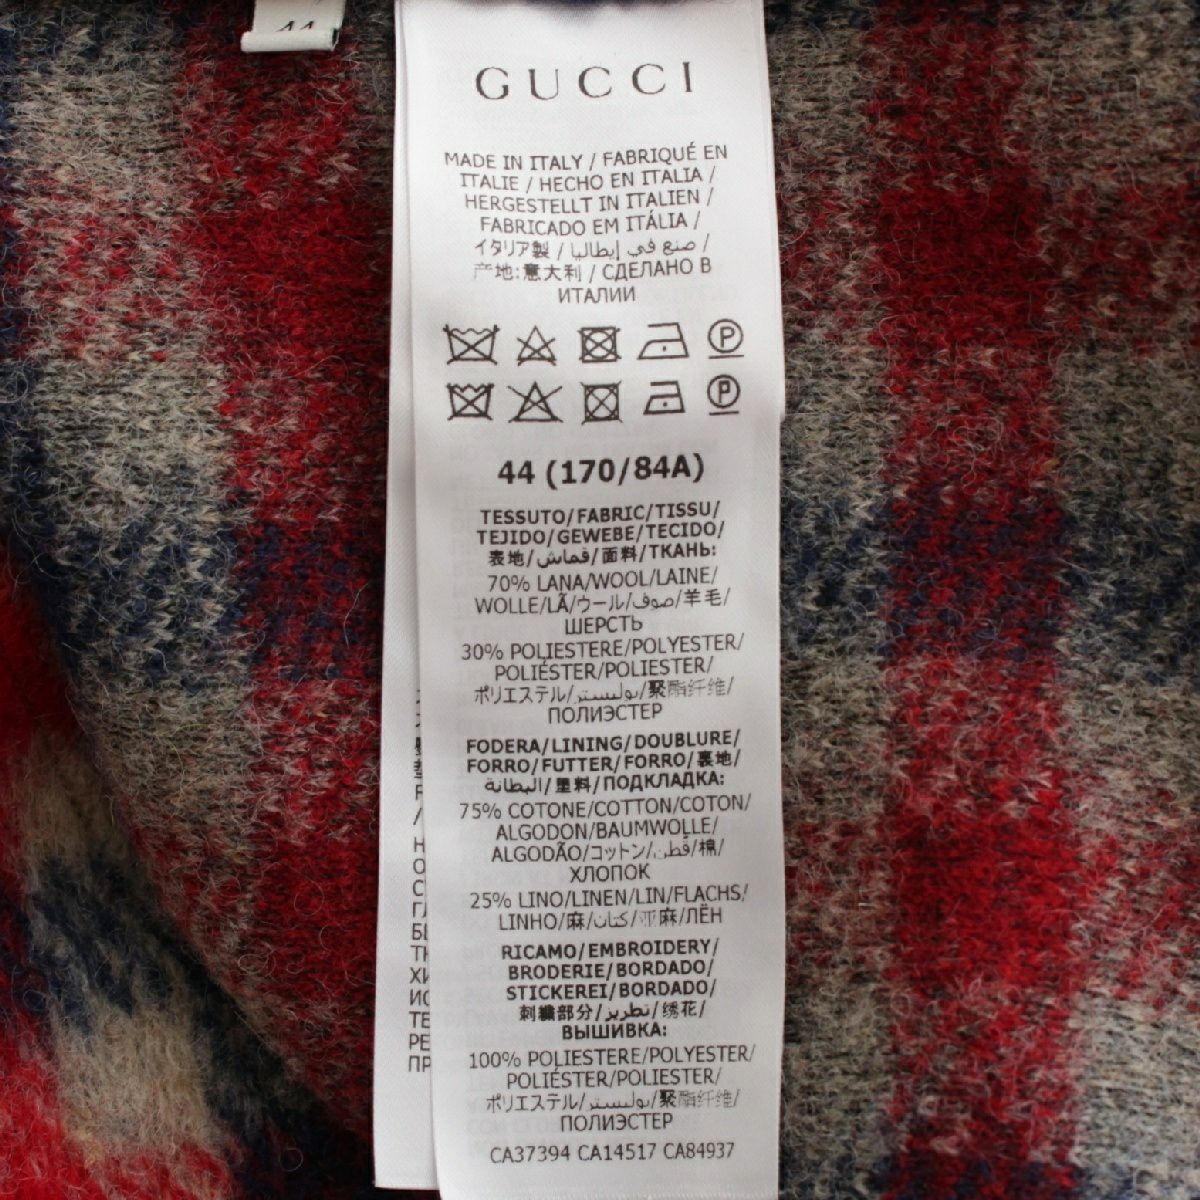 44
GUCCI
MADE IN ITALY / FABRIQUÉ EN
ITALIE / HECHO EN ITALIA /
HERGESTELLT IN ITALIEN /
FABRICADO EM ITÁLIA /
イタリア製 / صنع في إيطاليا /
产地:意大利 / СДЕЛАНО В
ИТАЛИИ
P
P
44 (170/84A)
TESSUTO/FABRIC/TISSU/
TEJIDO/GEWEBE/TECIDO/
表地/قماش/面料/ТКАНЬ:
70% LANA/WOOL/LAINE/
WOLLE/LÃ/ウール/صوف/羊毛/
ШЕРСТЬ
30% POLIESTERE/POLYESTER/
POLIÉSTER/POLIESTER/
ポリエステル/بوليستر/聚酯纤维/
ПОЛИЭСТЕР
FODERA/LINING/DOUBLURE/
FORRO/FUTTER/FORRO/裏地/
البطانة/里料/ПОДКЛАДКА:
75% COTONE/COTTON/COTON/
ALGODON/BAUMWOLLE/
ALGODÃO/コットン/قطن/棉/
ХЛОПОК
25% LINO/LINEN/LIN/FLACHS/
LINHO/麻/كتان/亚麻/ЛЁН
RICAMO/EMBROIDERY/
BRODERIE/BORDADO/
STICKEREI/BORDADO/
刺繍部分/تطريز/绣花/
ВЫШИВКА:
100% POLIESTERE/POLYESTER/
POLIÉSTER/POLYESTER/
ポリエステル/بوليستر/聚酯纤维/
ПОЛИЭСТЕР
CA37394 CA14517 CA84937